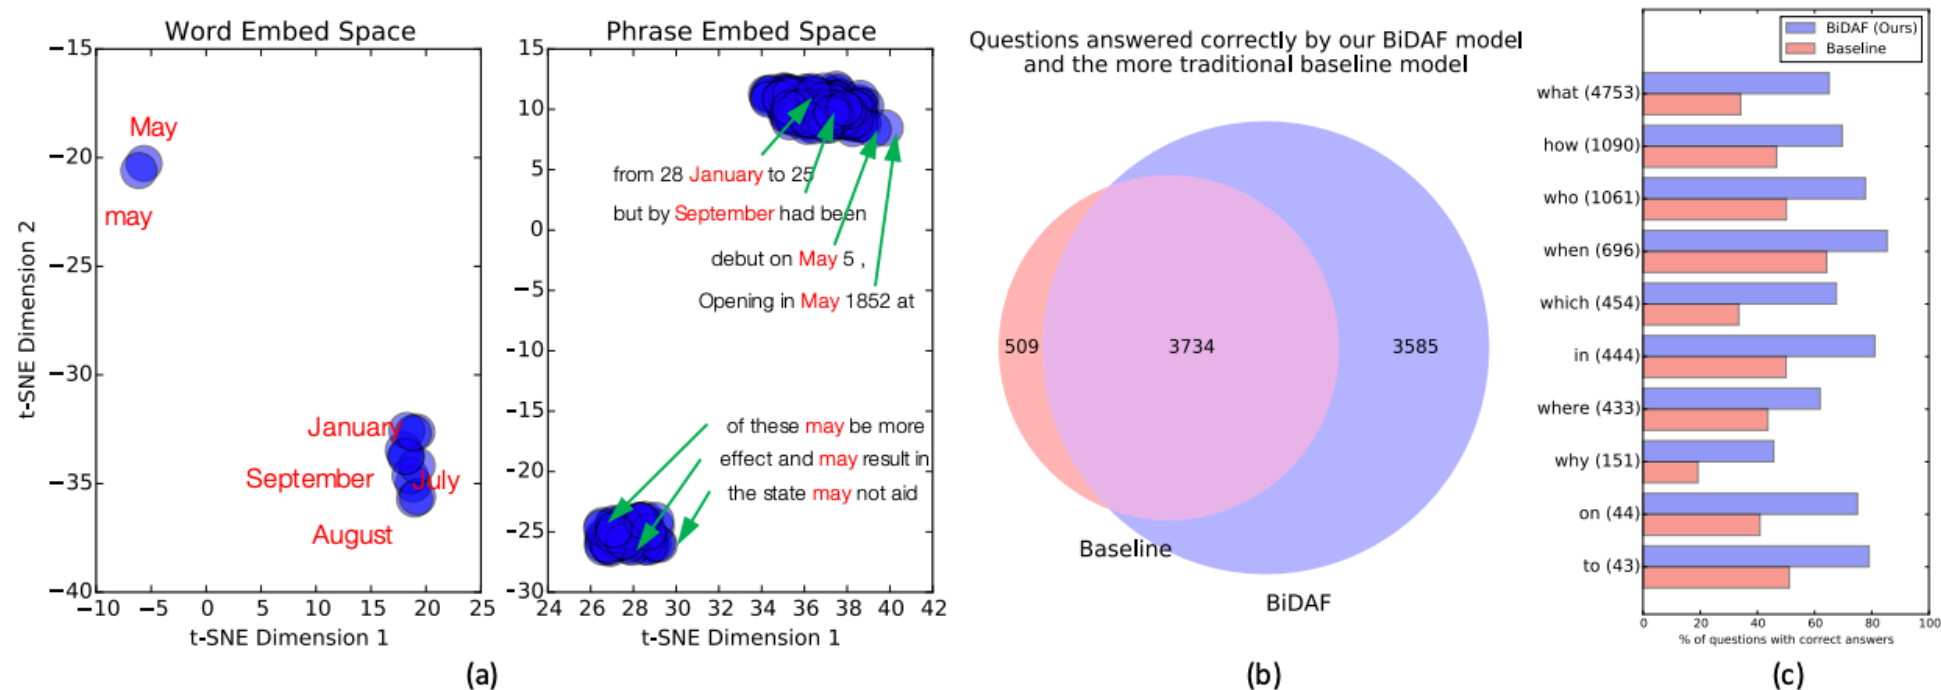 Word Embed Space
t-SNE Dimension 2
−15
−20
−25
−30
−35
−40
May
may
January
September
July
August
−10 −5 0 5 10 15 20 25
t-SNE Dimension 1
Phrase Embed Space
15
10
5
0
−5
−10
−15
−20
−25
−30
from 28 January to 25
but by September had been
debut on May 5 ,
Opening in May 1852 at
of these may be more
effect and may result in
the state may not aid
24 26 28 30 32 34 36 38 40 42
t-SNE Dimension 1
(a)
Questions answered correctly by our BiDAF model
and the more traditional baseline model
509 3734 3585
Baseline
BiDAF
(b)
BiDAF (Ours)
Baseline
what (4753)
how (1090)
who (1061)
when (696)
which (454)
in (444)
where (433)
why (151)
on (44)
to (43)
0 20 40 60 80 100
% of questions with correct answers
(c)